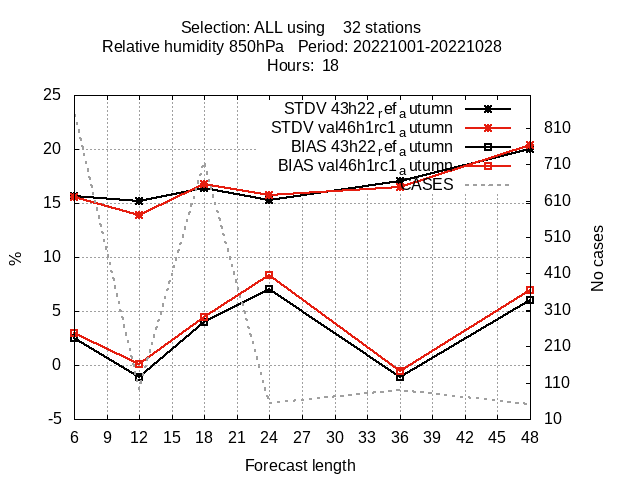 Selection: ALL using 32 stations
Relative humidity 850hPa Period: 20221001-20221028
Hours: 18
STDV 43h22_ref_autumn
STDV val46h1rc1_autumn
BIAS 43h22_ref_autumn
BIAS val46h1rc1_autumn
CASES
25
20
15
10
5
0
-5
%
810
710
610
510
410
310
210
110
10
No cases
6 9 12 15 18 21 24 27 30 33 36 39 42 45 48
Forecast length